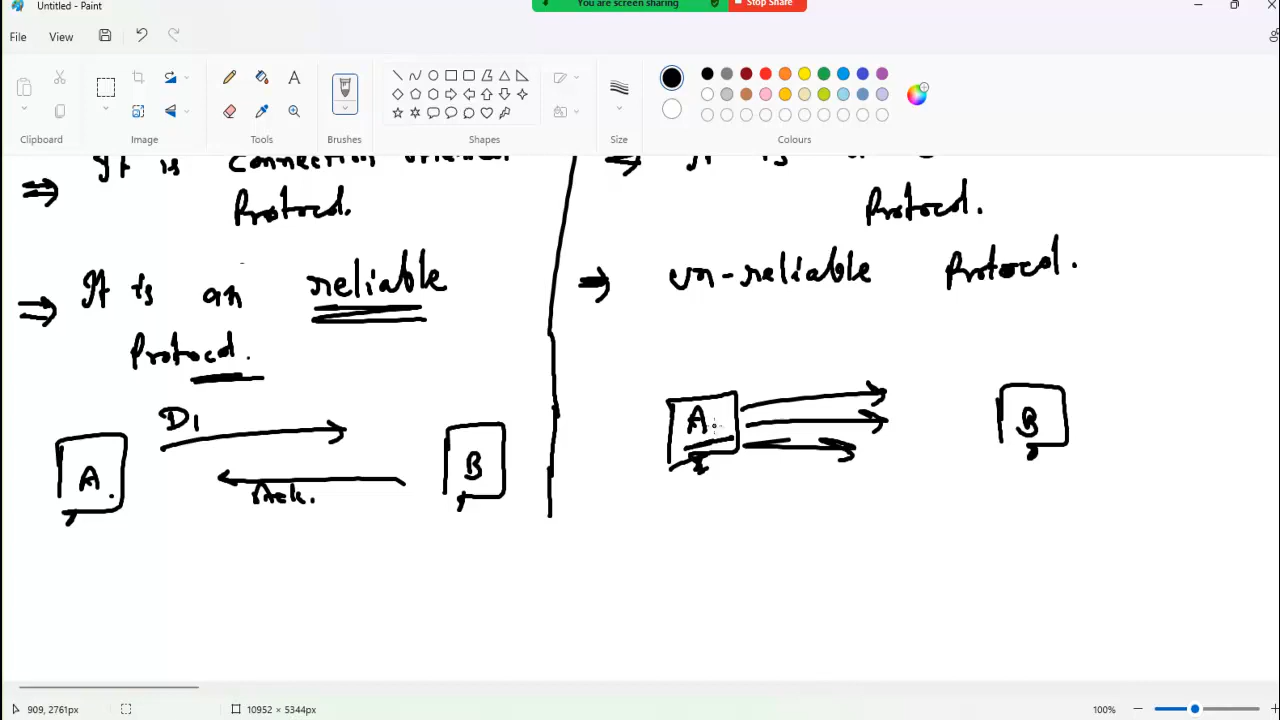 Untitled - Paint
You are screen sharing
Stop Share
File View
Clipboard
Image
Tools
Brushes
Shapes
Size
Colours
It is connection oriented
Protocol.
It is
Protocol.
It is an reliable
Protocol.
un-reliable Protocol.
D1
A
B
Ack.
A
B
909, 2761px
10952 × 5344px
100%